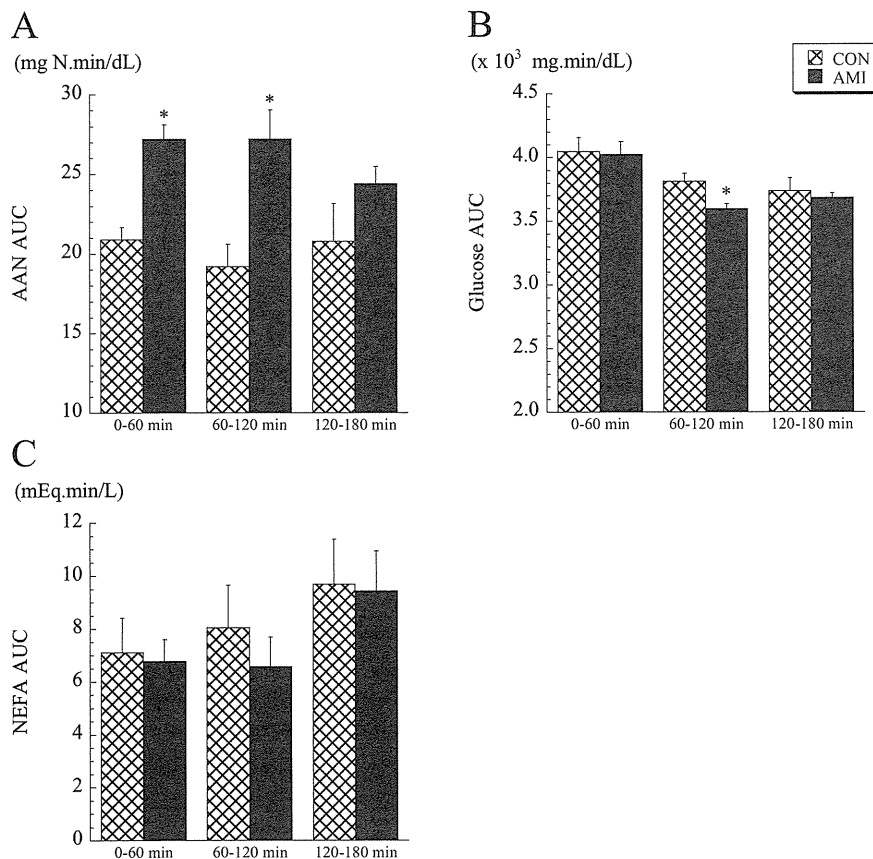 A
(mg N.min/dL)
AAN AUC
30
25
20
15
10
*
*
0-60 min
60-120 min
120-180 min
B
(x 10³ mg.min/dL)
CON
AMI
Glucose AUC
4.5
4.0
3.5
3.0
2.5
2.0
*
0-60 min
60-120 min
120-180 min
C
(mEq.min/L)
NEFA AUC
12
10
8
6
4
2
0
0-60 min
60-120 min
120-180 min